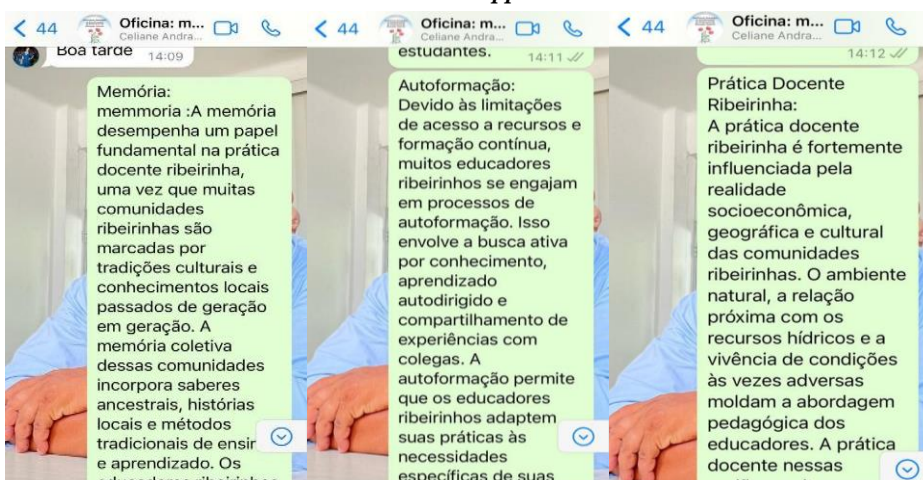 44
Oficina: m...
Celiane Andra...
Boa tarde 14:09
Memória:
memmoria :A memória
desempenha um papel
fundamental na prática
docente ribeirinha,
uma vez que muitas
comunidades
ribeirinhas são
marcadas por
tradições culturais e
conhecimentos locais
passados de geração
em geração. A
memória coletiva
dessas comunidades
incorpora saberes
ancestrais, histórias
locais e métodos
tradicionais de ensir
e aprendizado. Os
44
Oficina: m...
Celiane Andra...
estudantes. 14:11
Autoformação:
Devido às limitações
de acesso a recursos e
formação contínua,
muitos educadores
ribeirinhos se engajam
em processos de
autoformação. Isso
envolve a busca ativa
por conhecimento,
aprendizado
autodirigido e
compartilhamento de
experiências com
colegas. A
autoformação permite
que os educadores
ribeirinhos adaptem
suas práticas às
necessidades
específicas de suas
44
Oficina: m...
Celiane Andra...
14:12
Prática Docente
Ribeirinha:
A prática docente
ribeirinha é fortemente
influenciada pela
realidade
socioeconômica,
geográfica e cultural
das comunidades
ribeirinhas. O ambiente
natural, a relação
próxima com os
recursos hídricos e a
vivência de condições
às vezes adversas
moldam a abordagem
pedagógica dos
educadores. A prática
docente nessas